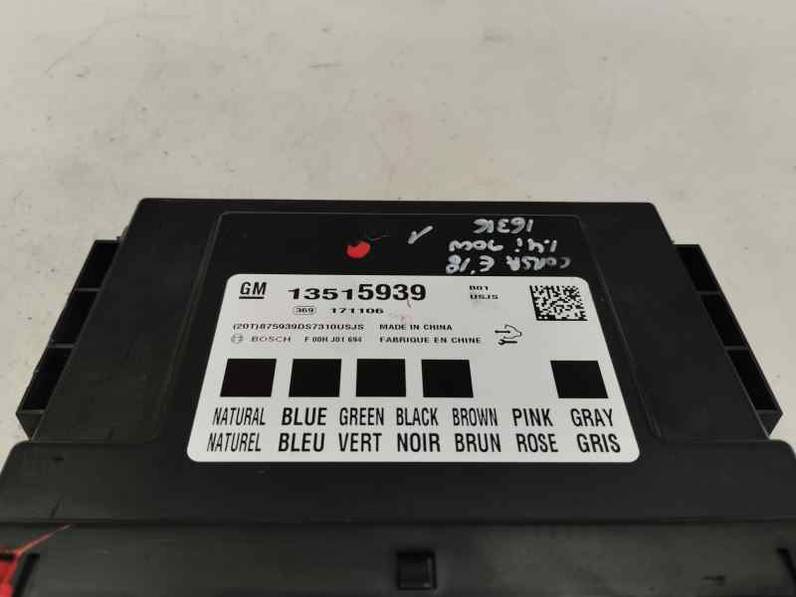 16316
1.4i 90CV
CORSA E'18
1
GM 13515939 B01
USJS
369 171106
(20T)875939DS7310USJS MADE IN CHINA
BOSCH F 00H J01 694 FABRIQUE EN CHINE
NATURAL BLUE GREEN BLACK BROWN PINK GRAY
NATUREL BLEU VERT NOIR BRUN ROSE GRIS